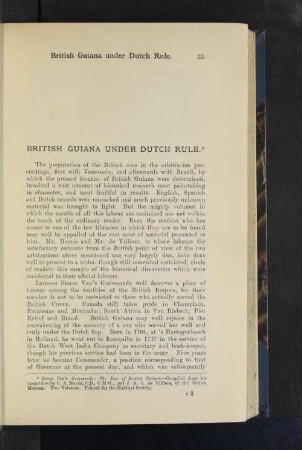 British Guiana under Dutch Rule. 35
BRITISH GUIANA UNDER DUTCH RULE.*
The preparation of the British case in the arbitration pro-
ceedings, first with Venezuela, and afterwards with Brazil, by
which the present frontier of British Guiana were determined,
involved a vast amount of historical research most painstaking
in character, and most fruitful in results. English, Spanish
and Dutch records were ransacked and much previously unknown
material was brought to light. But the mighty volumes in
which the results of all this labour are enshrined are not within
the reach of the ordinary reader. Even the student who has
access to one of the few libraries in which they are to be found
may well be appalled at the vast mass of material presented to
him. Mr. Harris and Mr. de Villiers, to whose labours the
satisfactory outcome from the British point of view of the two
arbitrations above mentioned was very largely due, have done
well to present to a wider, though still somewhat restricted, circle
of readers this sample of the historical discoveries which were
incidental to their official labours.
Laurens Storm Van's Gravesande well deserves a place of
honour among the worthies of the British Empire, for their
number is not to be restricted to those who actually served the
British Crown. Canada still takes pride in Champlain,
Frontenac and Montcalm; South Africa in Van Riebeek, Piet
Retief and Brand. British Guiana may well rejoice in the
unveiling of the memory of a son who served her well and
truly under the Dutch flag. Born in 1704, at 's Hertogenbosch
in Holland, he went out to Essequibo in 1737 in the service of
the Dutch West India Company as secretary and book-keeper,
though his previous service had been in the army. Five years
later he became Commander, a position corresponding to that
of Governor at the present day, and which was subsequently
* Storm Van's Gravesande: The Rise of British Guiana.—Compiled from his
despatches by C. A. Harris, C.B., C.M.G., and J. A. J. de Villiers, of the British
Museum. Two Volumes. Printed for the Hakluyt Society.